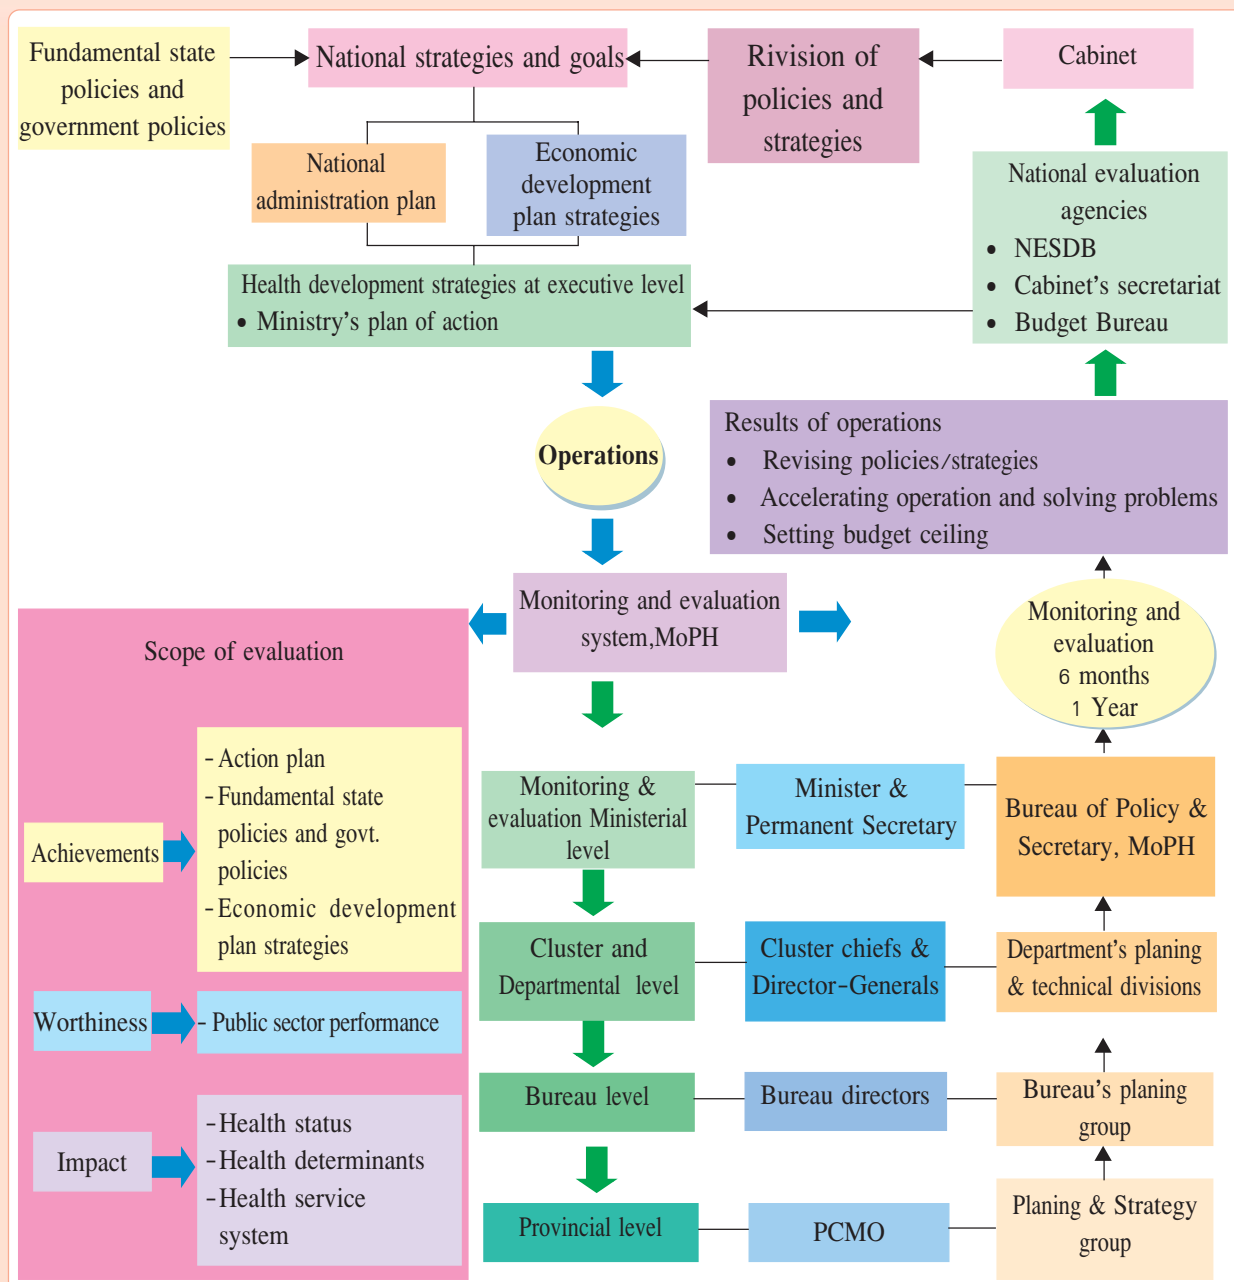 Fundamental state
policies and
government policies
National strategies and goals
Rivision of
policies and
strategies
Cabinet
National
administration plan
Economic
development
plan strategies
National evaluation
agencies
• NESDB
• Cabinet's secretariat
• Budget Bureau
Health development strategies at executive level
• Ministry's plan of action
Operations
Results of operations
• Revising policies/strategies
• Accelerating operation and solving problems
• Setting budget ceiling
Monitoring and evaluation
system,MoPH
Monitoring and
evaluation
6 months
1 Year
Scope of evaluation
Achievements
- Action plan
- Fundamental state
policies and govt.
policies
- Economic development
plan strategies
Worthiness
- Public sector performance
Impact
- Health status
- Health determinants
- Health service
system
Monitoring &
evaluation Ministerial
level
Minister &
Permanent Secretary
Bureau of Policy &
Secretary, MoPH
Cluster and
Departmental level
Cluster chiefs &
Director-Generals
Department's planing
& technical divisions
Bureau level
Bureau directors
Bureau's planing
group
Provincial level
PCMO
Planing & Strategy
group